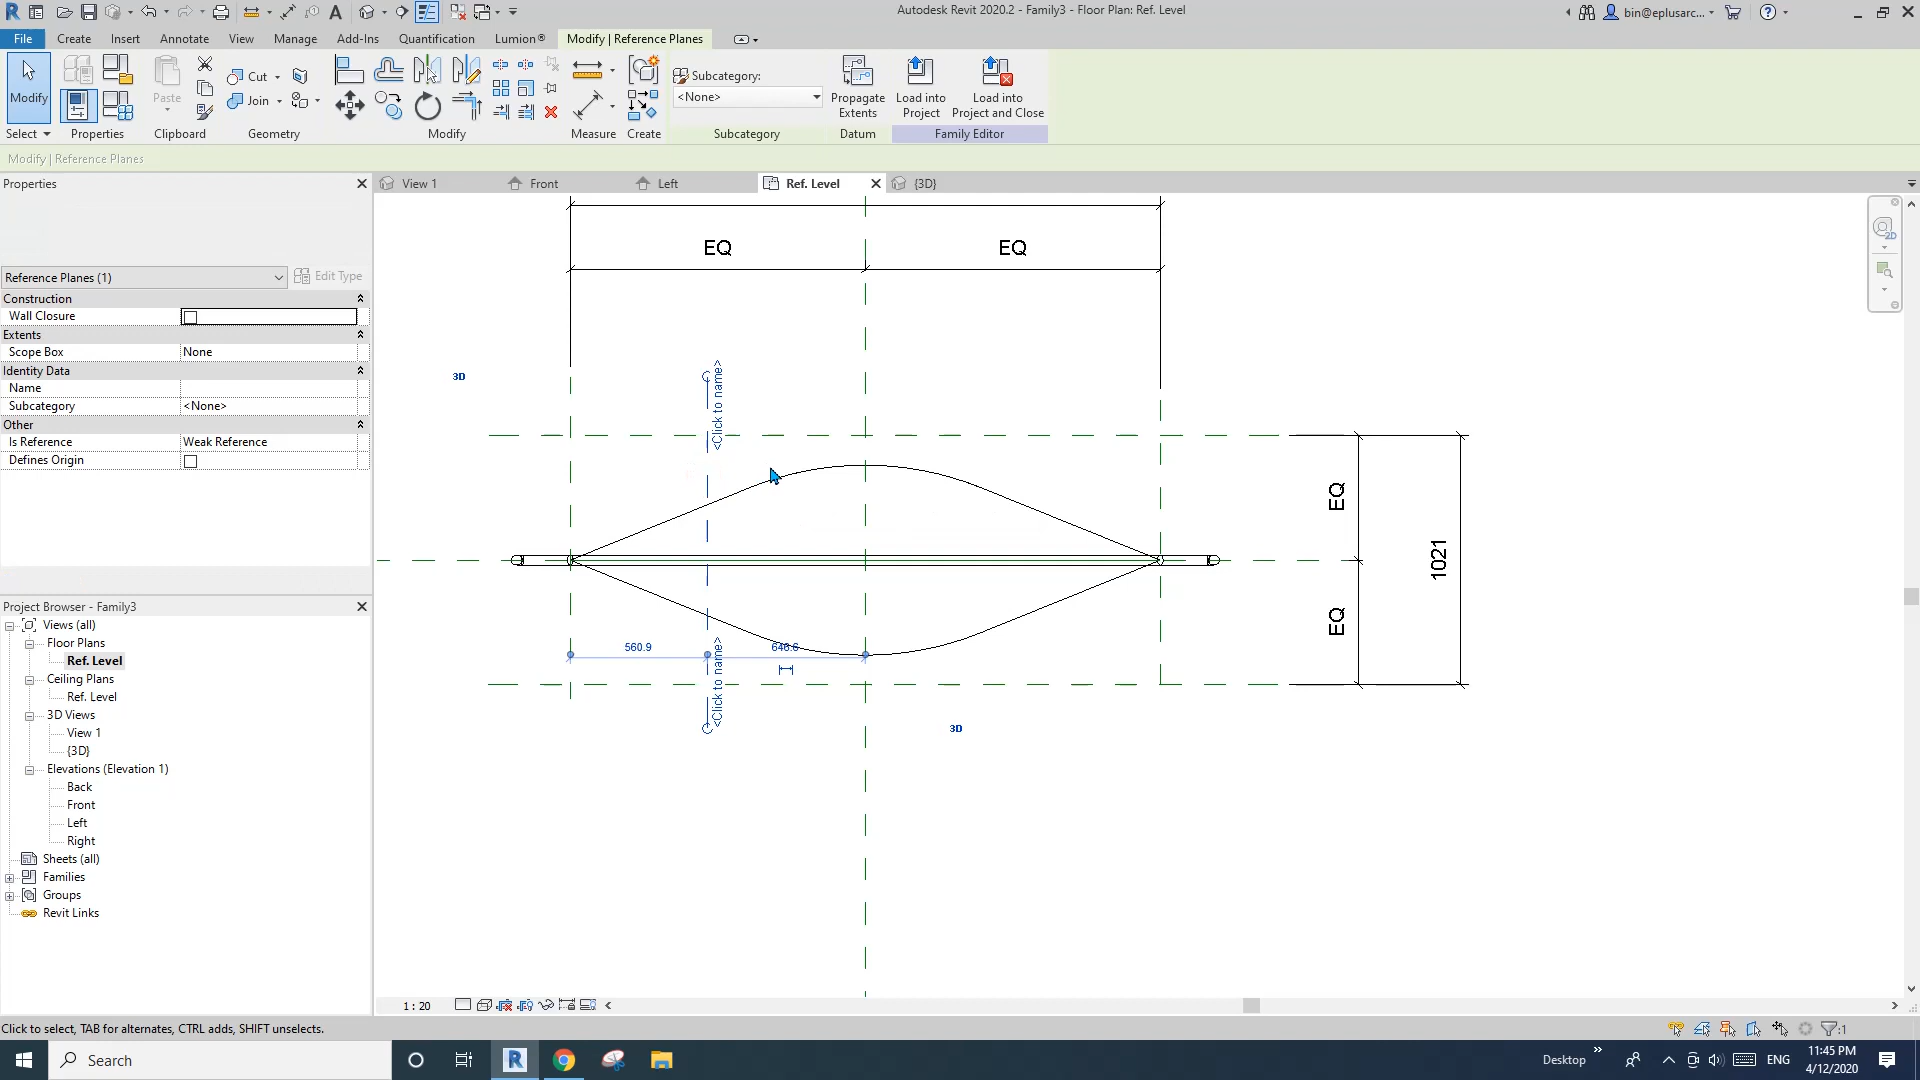 Autodesk Revit 2020.2 - Family3 - Floor Plan: Ref. Level
bin@eplusarc...
File Create Insert Annotate View Manage Add-Ins Quantification Lumion® Modify | Reference Planes
Modify
Paste
Cut
Join
Subcategory:
<None>
Propagate Extents
Load into Project
Load into Project and Close
Select Properties Clipboard Geometry Modify Measure Create Subcategory Datum Family Editor
Modify | Reference Planes
Properties
View 1 Front Left Ref. Level {3D}
Reference Planes (1) Edit Type
Construction
Wall Closure
Extents
Scope Box None
Identity Data
Name
Subcategory <None>
Other
Is Reference Weak Reference
Defines Origin
EQ EQ
3D
<Click to name>
EQ
1021
EQ
560.9 646.6
<Click to name>
3D
2D
Project Browser - Family3
Views (all)
Floor Plans
Ref. Level
Ceiling Plans
Ref. Level
3D Views
View 1
{3D}
Elevations (Elevation 1)
Back
Front
Left
Right
Sheets (all)
Families
Groups
Revit Links
1 : 20
Click to select, TAB for alternates, CTRL adds, SHIFT unselects.
:1
Search
Desktop
ENG
11:45 PM
4/12/2020